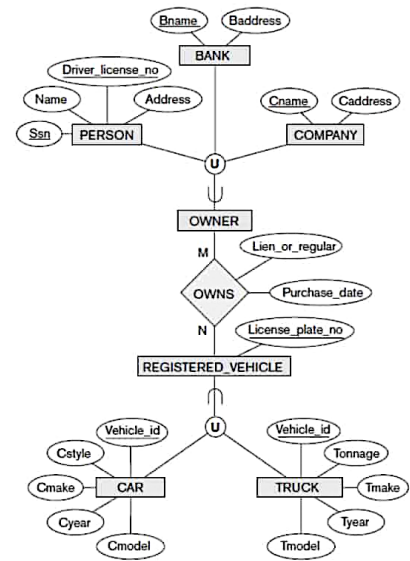 Bname
Baddress
BANK
Driver_license_no
Name
Address
Cname
Caddress
Ssn
PERSON
COMPANY
U
OWNER
M
Lien_or_regular
OWNS
Purchase_date
N
License_plate_no
REGISTERED_VEHICLE
U
Vehicle_id
Vehicle_id
Cstyle
Tonnage
Cmake
CAR
TRUCK
Tmake
Cyear
Tyear
Cmodel
Tmodel